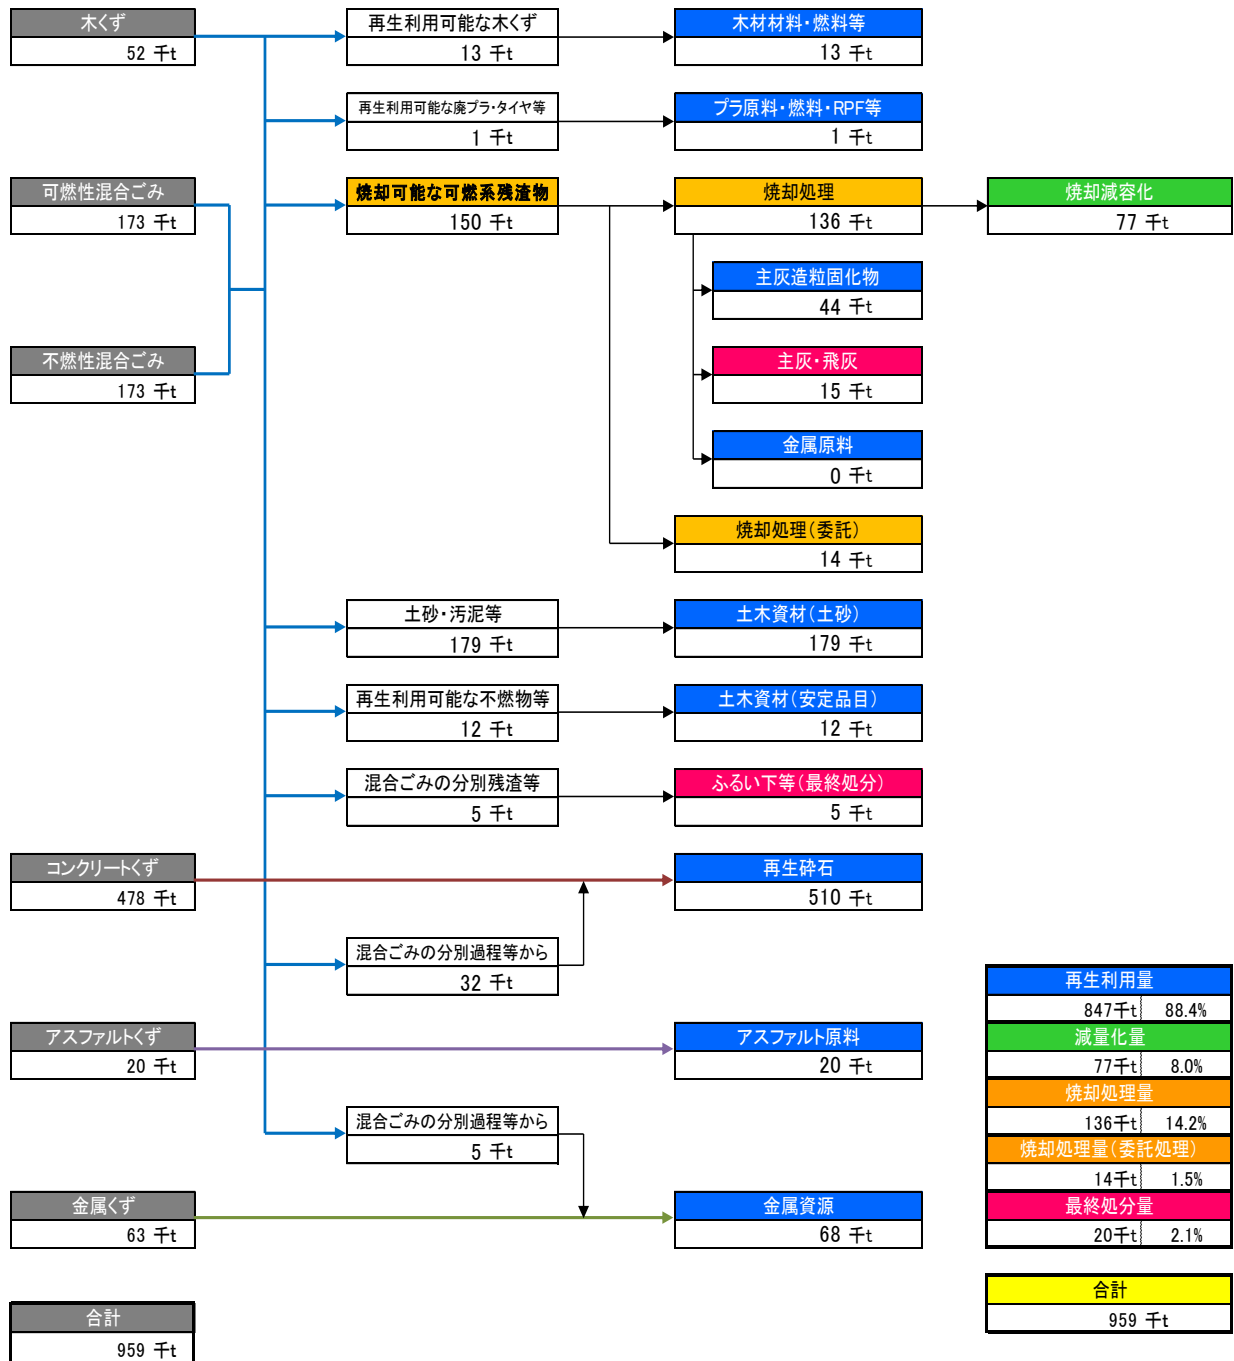 木くず
52 千t
再生利用可能な木くず
13 千t
木材材料・燃料等
13 千t
再生利用可能な廃プラ・タイヤ等
1 千t
プラ原料・燃料・RPF等
1 千t
可燃性混合ごみ
173 千t
焼却可能な可燃系残渣物
150 千t
焼却処理
136 千t
焼却減容化
77 千t
主灰造粒固化物
44 千t
不燃性混合ごみ
173 千t
主灰・飛灰
15 千t
金属原料
0 千t
焼却処理(委託)
14 千t
土砂・汚泥等
179 千t
土木資材(土砂)
179 千t
再生利用可能な不燃物等
12 千t
土木資材(安定品目)
12 千t
混合ごみの分別残渣等
5 千t
ふるい下等(最終処分)
5 千t
コンクリートくず
478 千t
再生砕石
510 千t
混合ごみの分別過程等から
32 千t
アスファルトくず
20 千t
アスファルト原料
20 千t
混合ごみの分別過程等から
5 千t
金属くず
63 千t
金属資源
68 千t
再生利用量
847千t 88.4%
減量化量
77千t 8.0%
焼却処理量
136千t 14.2%
焼却処理量(委託処理)
14千t 1.5%
最終処分量
20千t 2.1%
合計
959 千t
合計
959 千t